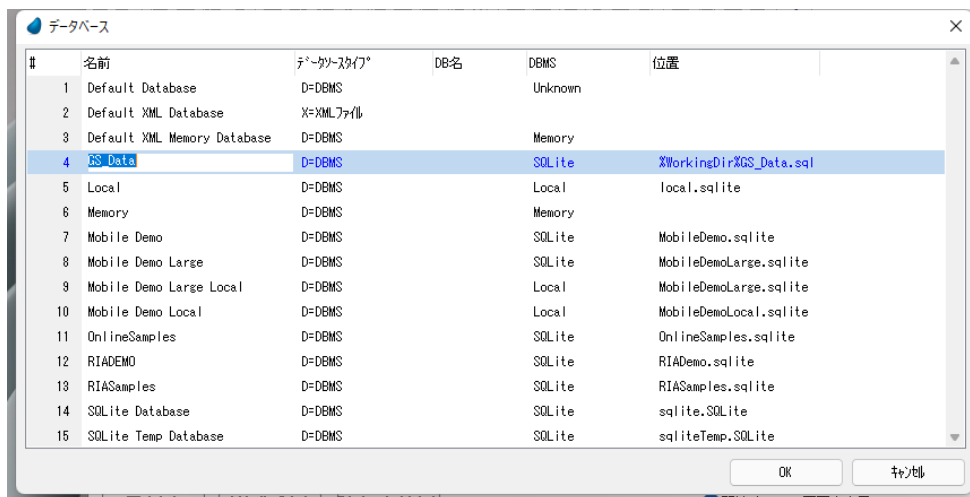 データベース
# 名前 ﾃﾞｰﾀｿｰｽﾀｲﾌﾟ DB名 DBMS 位置
1 Default Database D=DBMS Unknown
2 Default XML Database X=XMLﾌｧｲﾙ
3 Default XML Memory Database D=DBMS Memory
4 GS_Data D=DBMS SQLite %WorkingDir%GS_Data.sql
5 Local D=DBMS Local local.sqlite
6 Memory D=DBMS Memory
7 Mobile Demo D=DBMS SQLite MobileDemo.sqlite
8 Mobile Demo Large D=DBMS SQLite MobileDemoLarge.sqlite
9 Mobile Demo Large Local D=DBMS Local MobileDemoLarge.sqlite
10 Mobile Demo Local D=DBMS Local MobileDemoLocal.sqlite
11 OnlineSamples D=DBMS SQLite OnlineSamples.sqlite
12 RIADEMO D=DBMS SQLite RIADemo.sqlite
13 RIASamples D=DBMS SQLite RIASamples.sqlite
14 SQLite Database D=DBMS SQLite sqlite.SQLite
15 SQLite Temp Database D=DBMS SQLite sqliteTemp.SQLite
OK ｷｬﾝｾﾙ